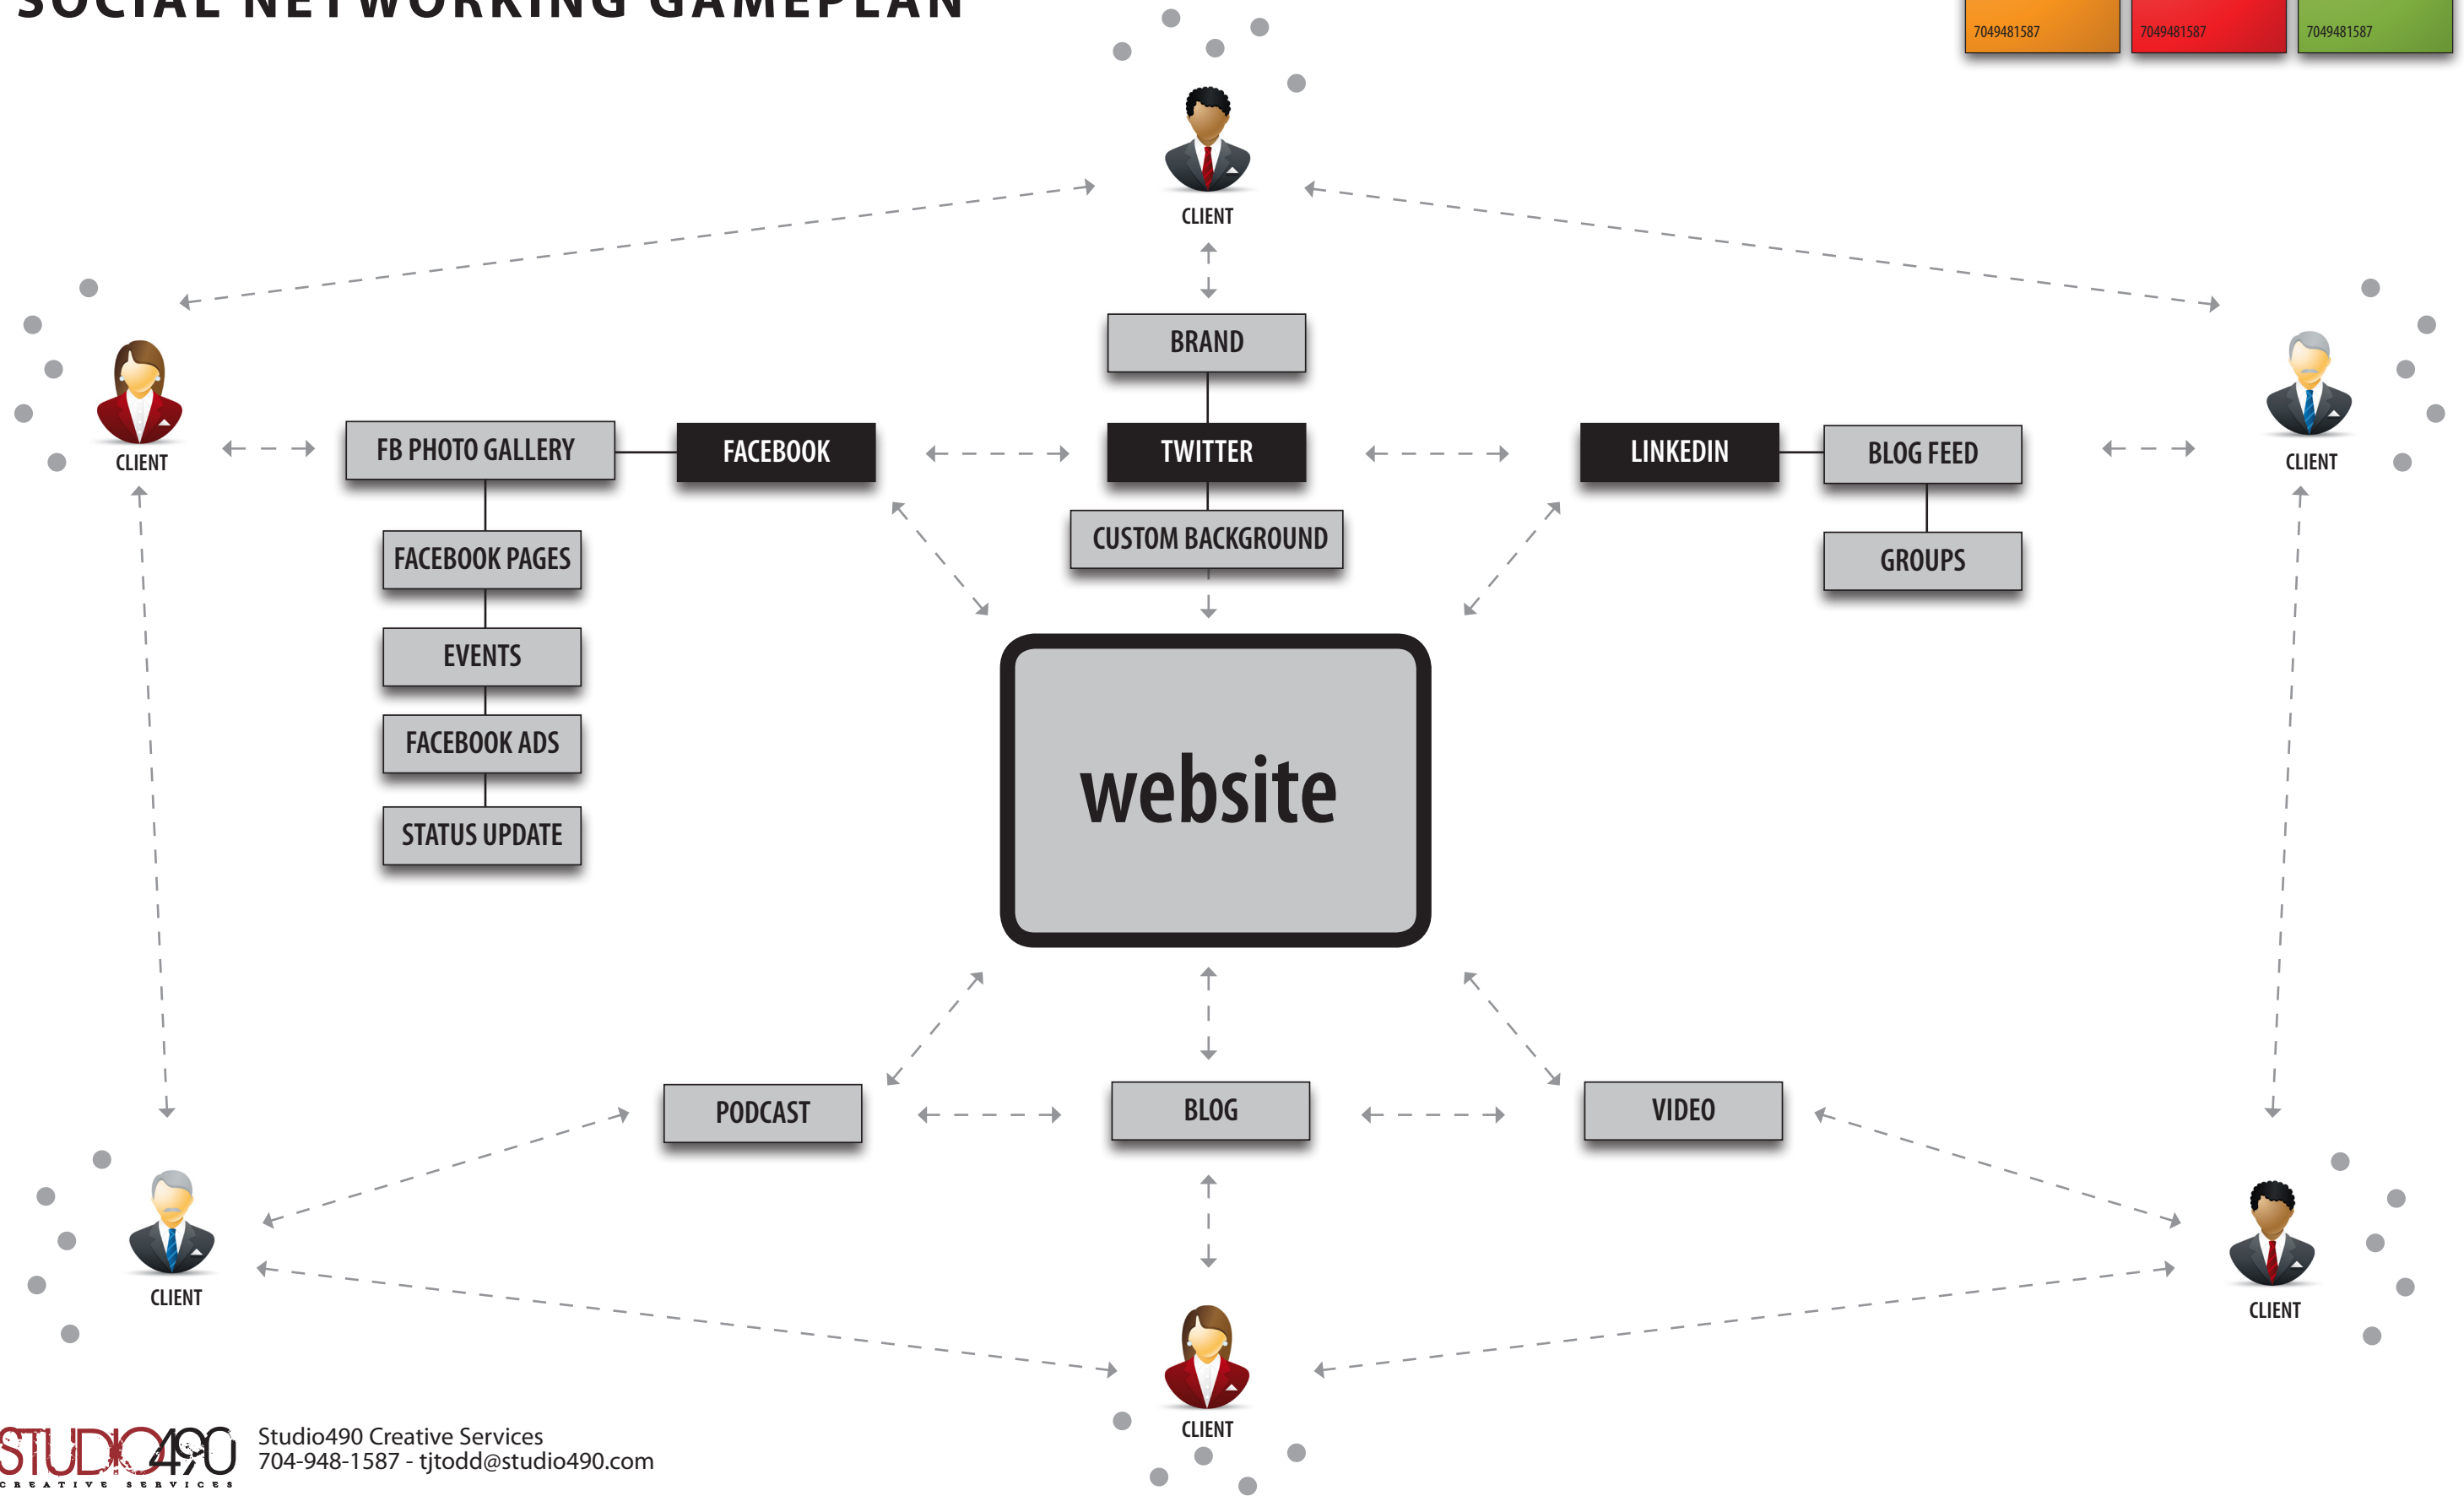 SOCIAL NETWORKING GAMEPLAN
7049481587
7049481587
7049481587
CLIENT
BRAND
CLIENT
FB PHOTO GALLERY
FACEBOOK
TWITTER
LINKEDIN
BLOG FEED
CLIENT
CUSTOM BACKGROUND
FACEBOOK PAGES
GROUPS
EVENTS
FACEBOOK ADS
STATUS UPDATE
website
PODCAST
BLOG
VIDEO
CLIENT
CLIENT
CLIENT
STUDIO490
CREATIVE SERVICES
Studio490 Creative Services
704-948-1587 - tjtodd@studio490.com